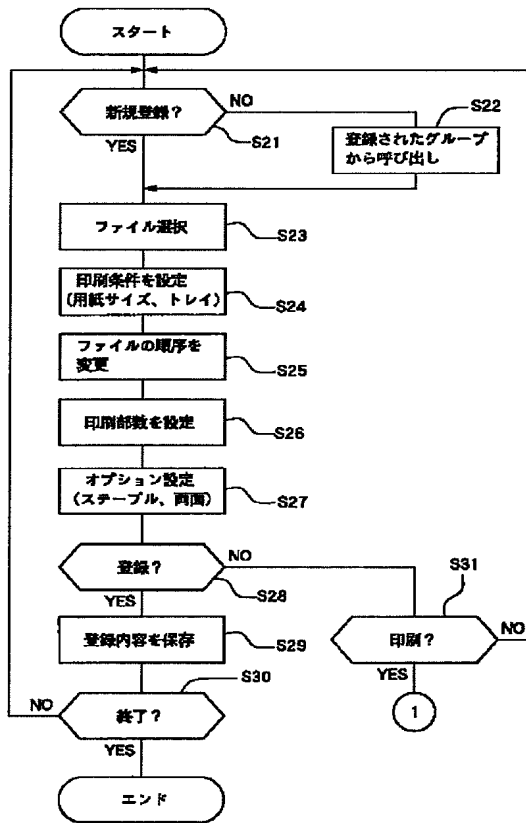 スタート
新規登録？
NO
S21
YES
S22
登録されたグループ
から呼び出し
ファイル選択
S23
印刷条件を設定
(用紙サイズ、トレイ)
S24
ファイルの順序を
変更
S25
印刷部数を設定
S26
オプション設定
(ステープル、両面)
S27
登録？
NO
S28
YES
S31
印刷？
NO
YES
1
登録内容を保存
S29
S30
終了？
NO
YES
エンド